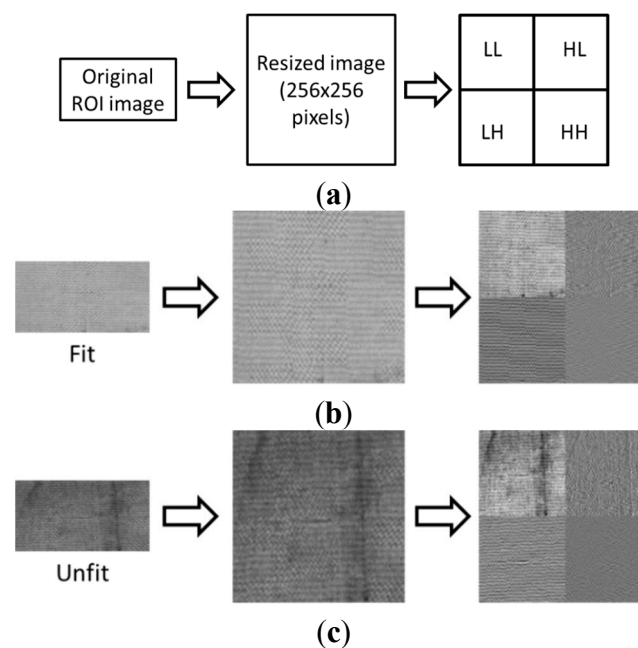 Original
ROI image
Resized image
(256x256
pixels)
LL
HL
LH
HH
(a)
Fit
(b)
Unfit
(c)